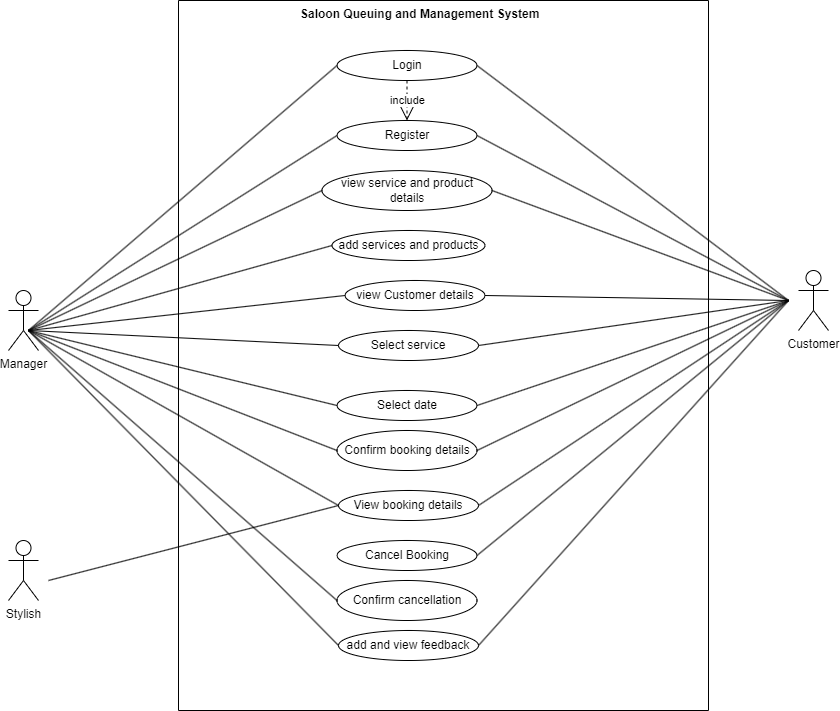 Saloon Queuing and Management System
Login
include
Register
view service and product
details
add services and products
view Customer details
Select service
Select date
Confirm booking details
View booking details
Cancel Booking
Confirm cancellation
add and view feedback
Manager
Stylish
Customer